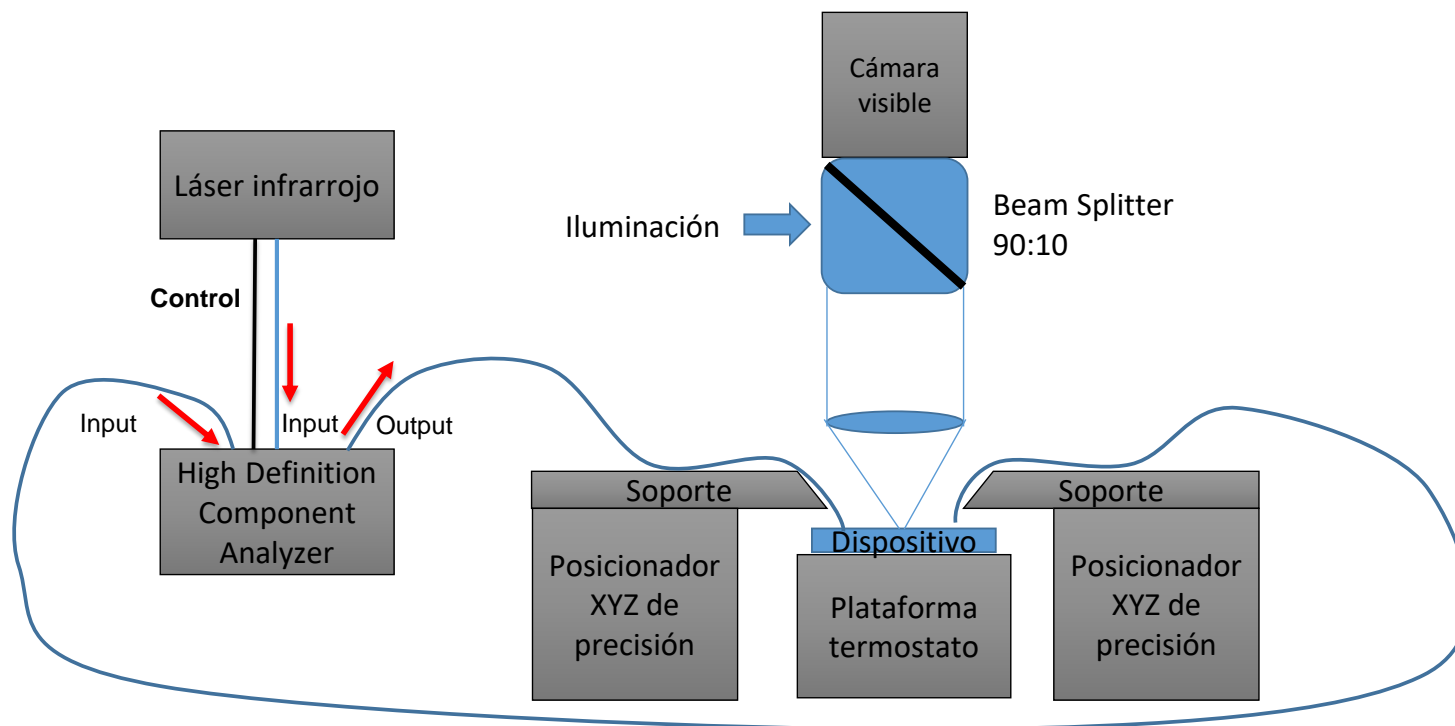 Cámara
visible
Láser infrarrojo
Iluminación
Beam Splitter
90:10
Control
Input
Input
Output
High Definition
Component
Analyzer
Soporte
Soporte
Dispositivo
Posicionador
XYZ de
precisión
Plataforma
termostato
Posicionador
XYZ de
precisión